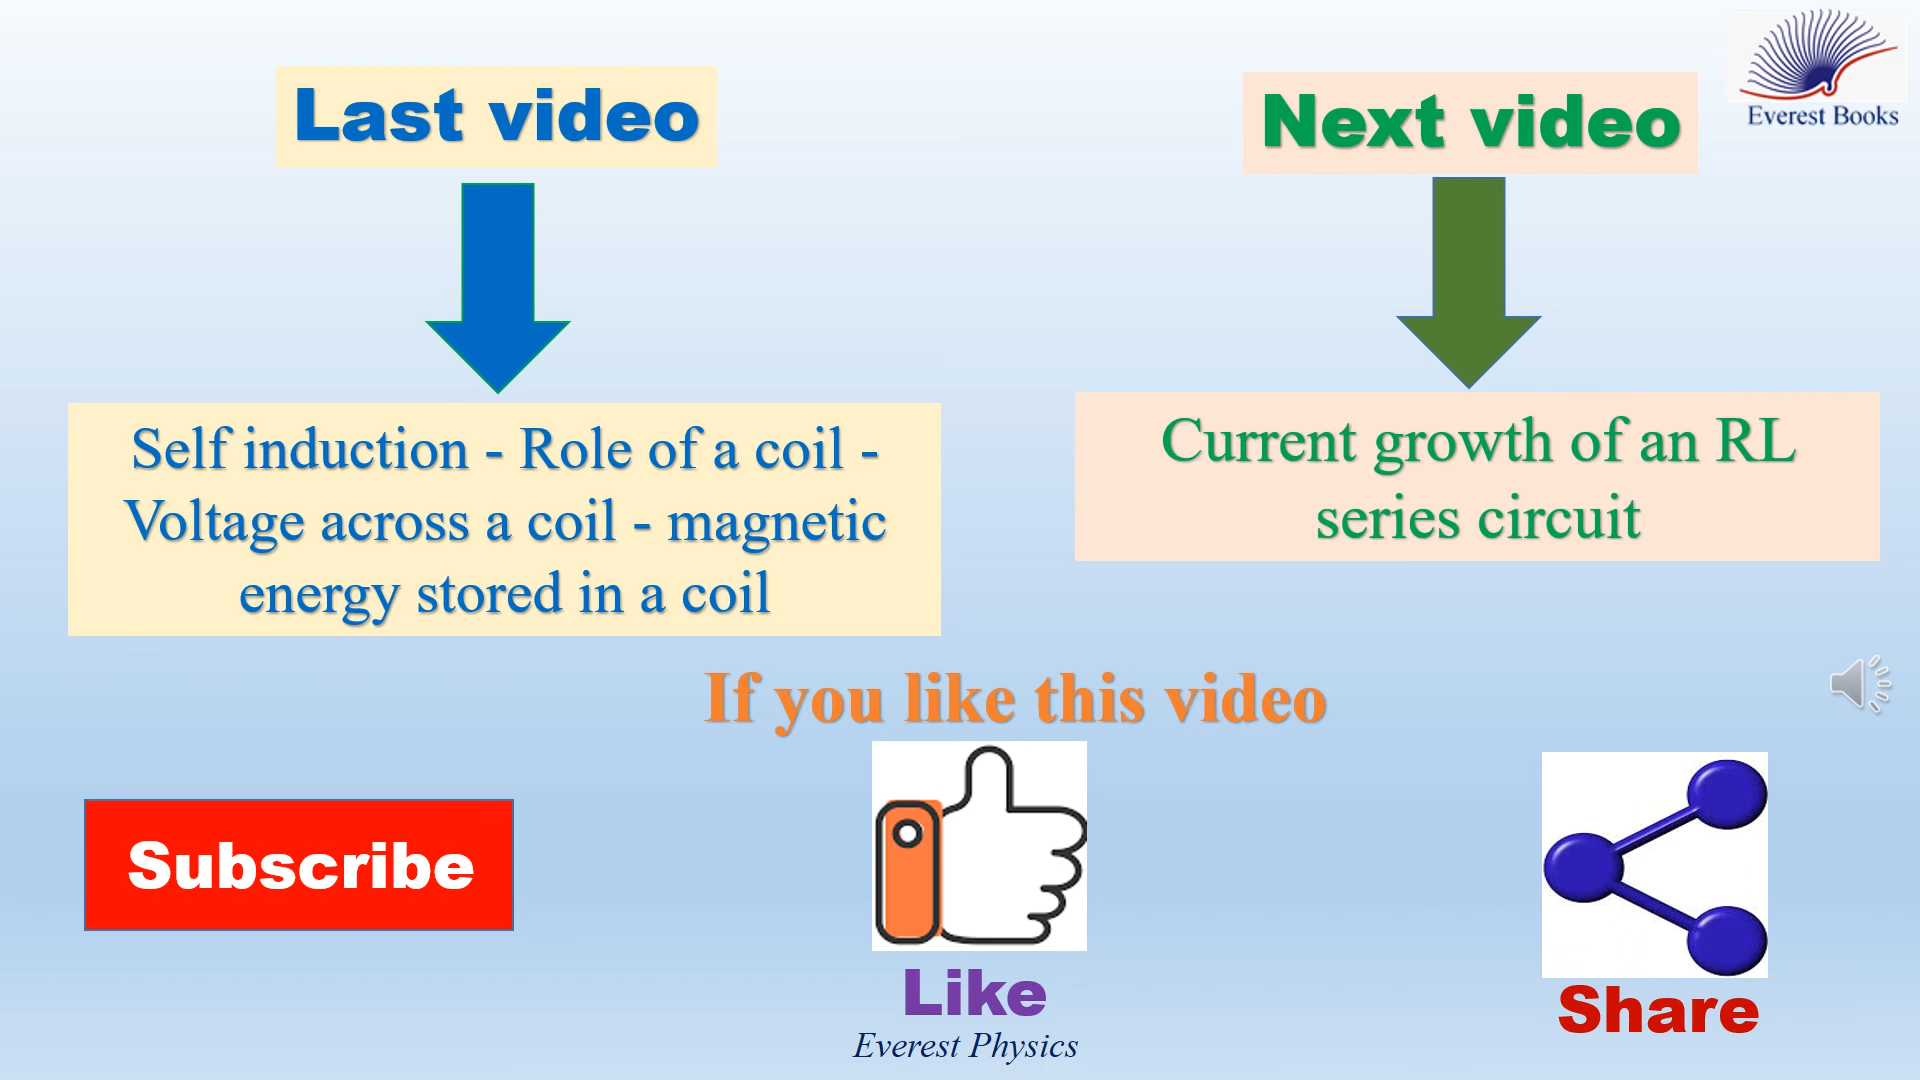 Last video
Next video
Everest Books
Self induction - Role of a coil -
Voltage across a coil - magnetic
energy stored in a coil
Current growth of an RL
series circuit
If you like this video
Subscribe
Like
Share
Everest Physics